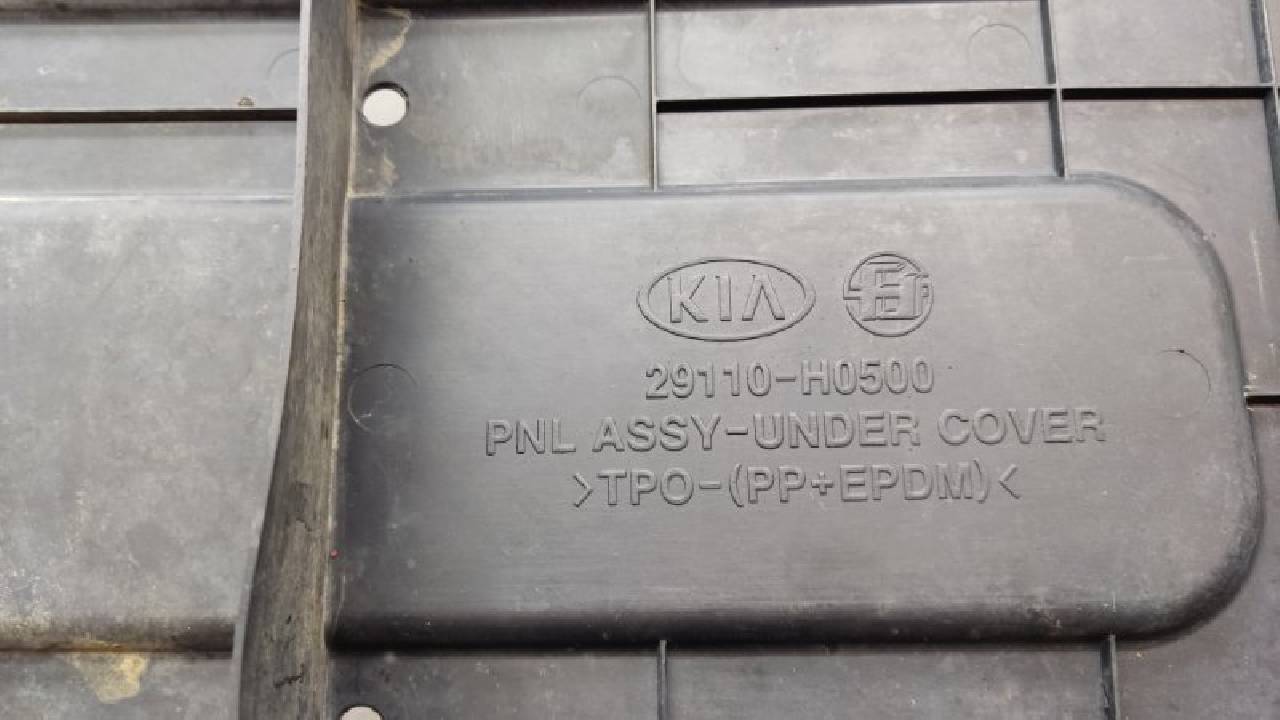 KIA
29110-H0500
PNL ASSY-UNDER COVER
>TPO-(PP+EPDM)<